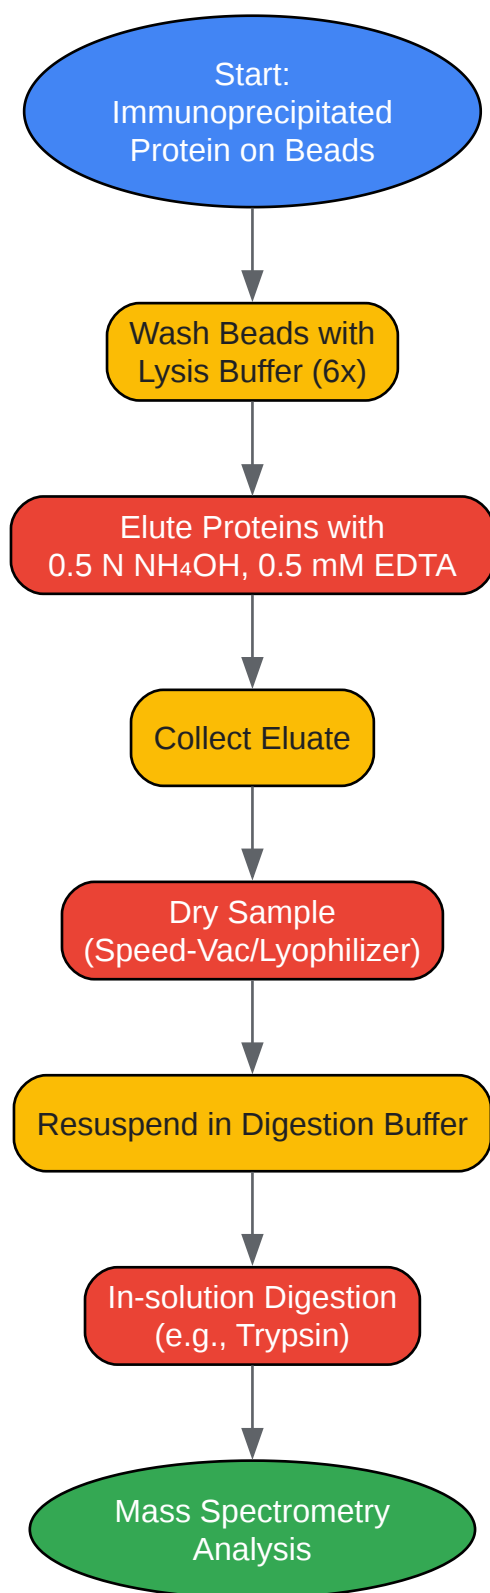 Start:
Immunoprecipitated
Protein on Beads
Wash Beads with
Lysis Buffer (6x)
Elute Proteins with
0.5 N NH₄OH, 0.5 mM EDTA
Collect Eluate
Dry Sample
(Speed-Vac/Lyophilizer)
Resuspend in Digestion Buffer
In-solution Digestion
(e.g., Trypsin)
Mass Spectrometry
Analysis